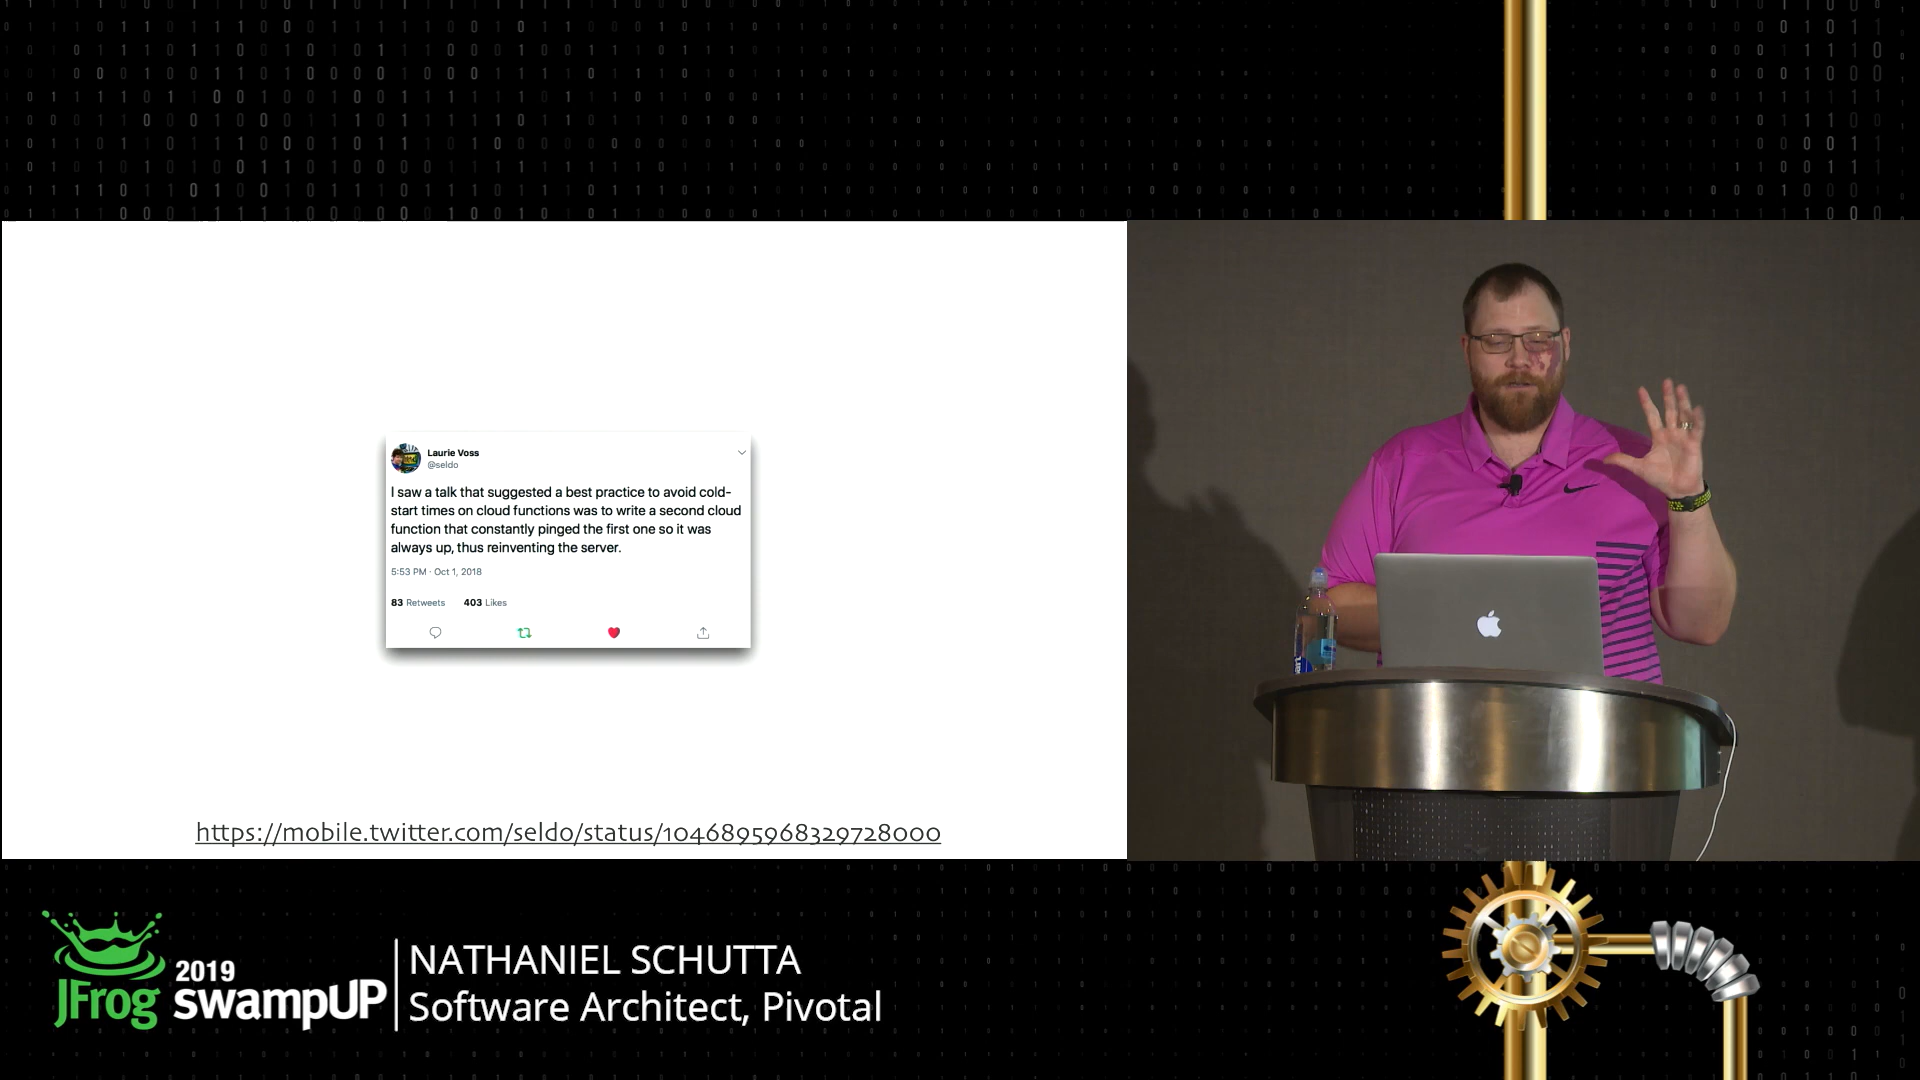 Laurie Voss
@seldo
I saw a talk that suggested a best practice to avoid cold-
start times on cloud functions was to write a second cloud
function that constantly pinged the first one so it was
always up, thus reinventing the server.
5:53 PM · Oct 1, 2018
83 Retweets 403 Likes
https://mobile.twitter.com/seldo/status/1046895968329728000
JFrog
2019
swampUP
NATHANIEL SCHUTTA
Software Architect, Pivotal